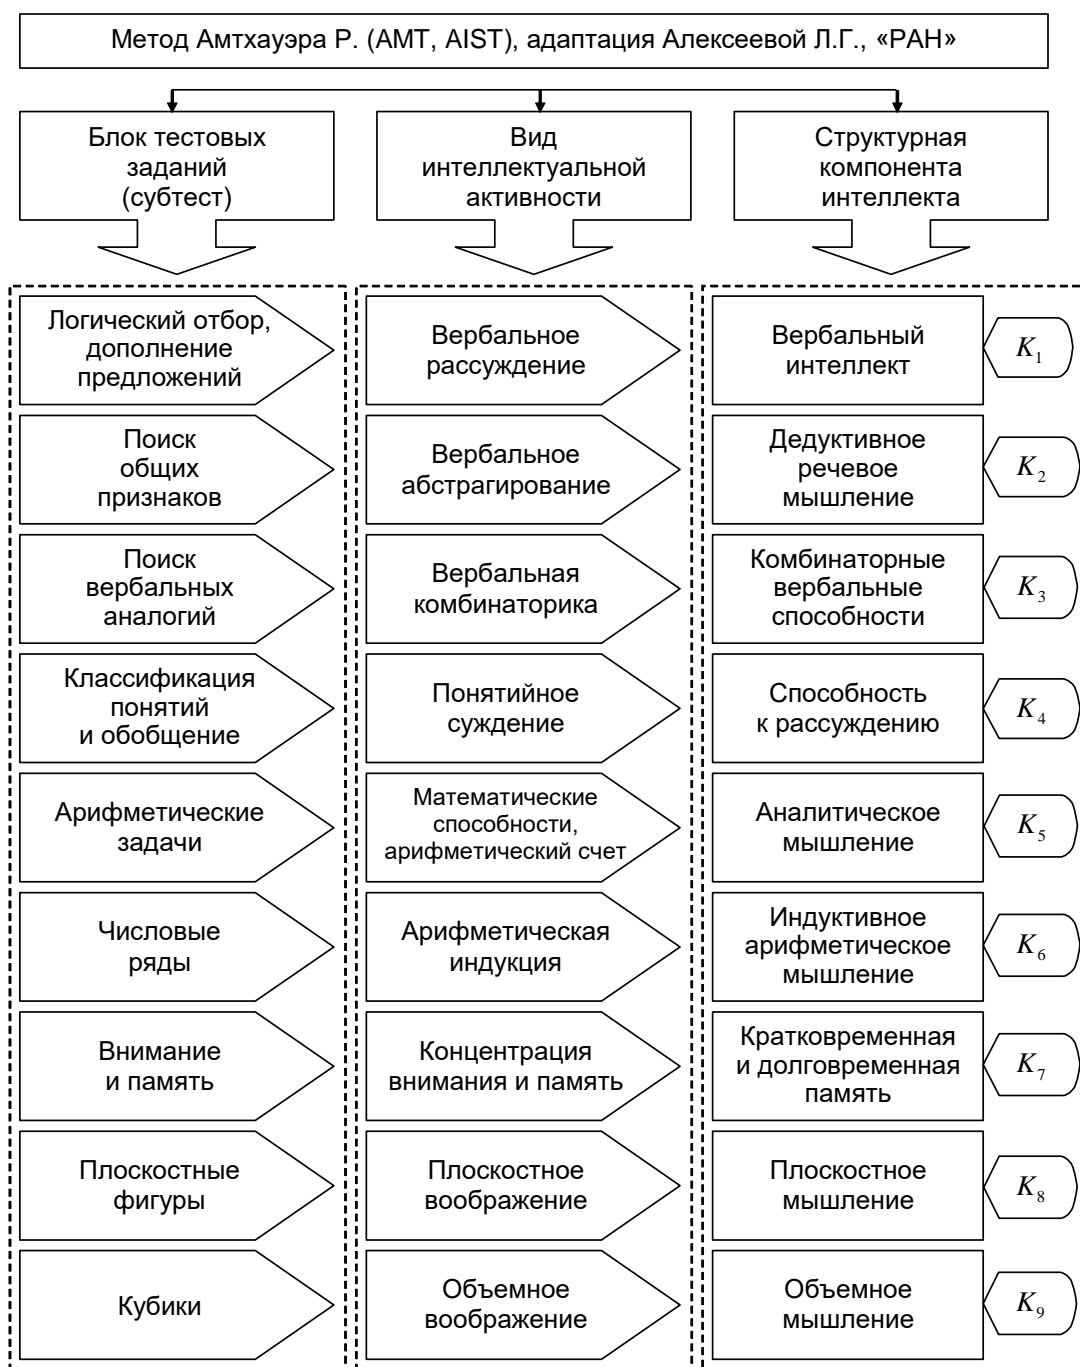 Метод Амтхауэра Р. (АМТ, AIST), адаптация Алексеевой Л.Г., «РАН»
Блок тестовых
заданий
(субтест)
Вид
интеллектуальной
активности
Структурная
компонента
интеллекта
Логический отбор,
дополнение
предложений
Вербальное
рассуждение
Вербальный
интеллект
K1
Поиск
общих
признаков
Вербальное
абстрагирование
Дедуктивное
речевое
мышление
K2
Поиск
вербальных
аналогий
Вербальная
комбинаторика
Комбинаторные
вербальные
способности
K3
Классификация
понятий
и обобщение
Понятийное
суждение
Способность
к рассуждению
K4
Арифметические
задачи
Математические
способности,
арифметический счет
Аналитическое
мышление
K5
Числовые
ряды
Арифметическая
индукция
Индуктивное
арифметическое
мышление
K6
Внимание
и память
Концентрация
внимания и память
Кратковременная
и долговременная
память
K7
Плоскостные
фигуры
Плоскостное
воображение
Плоскостное
мышление
K8
Кубики
Объемное
воображение
Объемное
мышление
K9